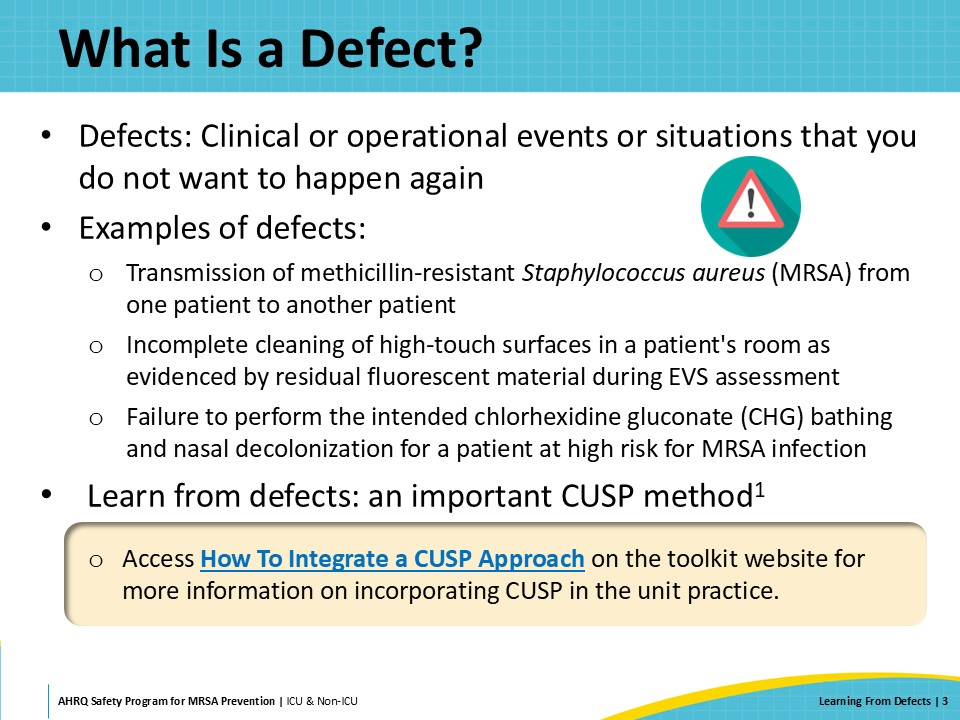 What Is a Defect?
• Defects: Clinical or operational events or situations that you
do not want to happen again
• Examples of defects:
o Transmission of methicillin-resistant Staphylococcus aureus (MRSA) from
one patient to another patient
o Incomplete cleaning of high-touch surfaces in a patient's room as
evidenced by residual fluorescent material during EVS assessment
o Failure to perform the intended chlorhexidine gluconate (CHG) bathing
and nasal decolonization for a patient at high risk for MRSA infection
• Learn from defects: an important CUSP method¹
o Access How To Integrate a CUSP Approach on the toolkit website for
more information on incorporating CUSP in the unit practice.
AHRQ Safety Program for MRSA Prevention | ICU & Non-ICU
Learning From Defects | 3